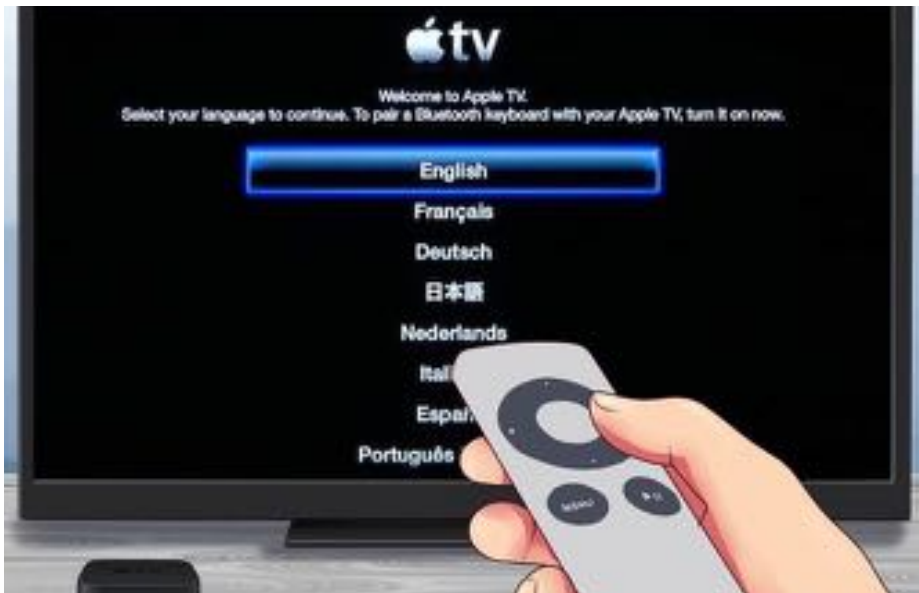 tv
Welcome to Apple TV.
Select your language to continue. To pair a Bluetooth keyboard with your Apple TV, turn it on now.
English
Français
Deutsch
日本語
Nederlands
Português
MENU